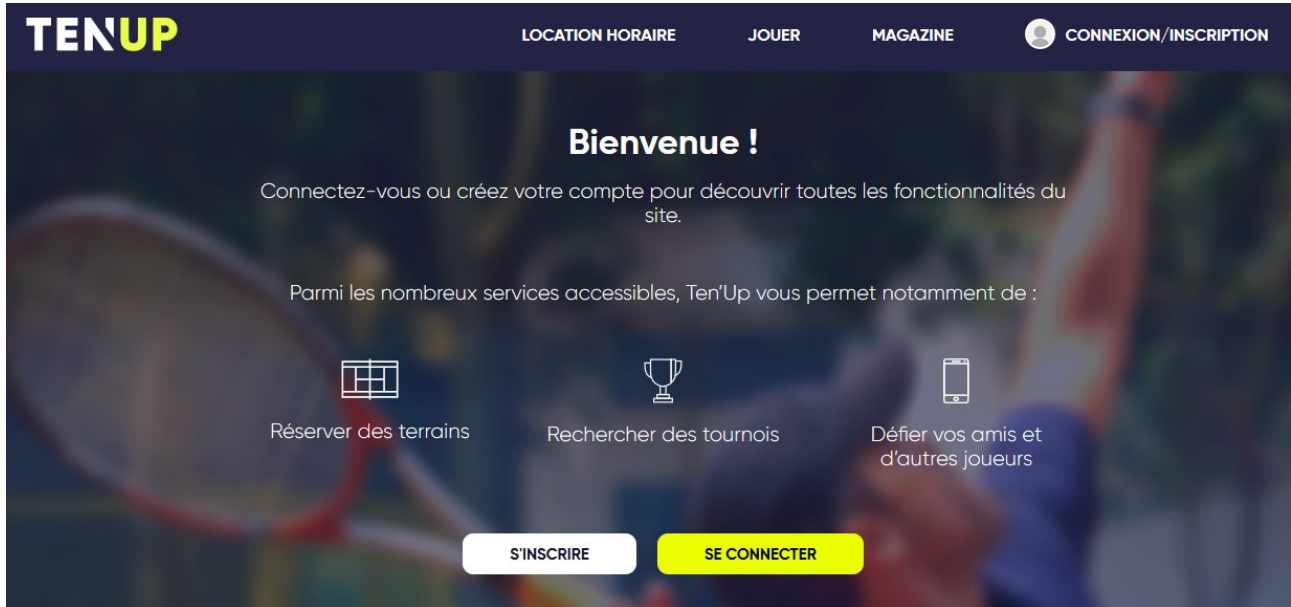 TENUP
LOCATION HORAIRE
JOUER
MAGAZINE
CONNEXION/INSCRIPTION
Bienvenue !
Connectez-vous ou créez votre compte pour découvrir toutes les fonctionnalités du
site.
Parmi les nombreux services accessibles, Ten'Up vous permet notamment de :
Réserver des terrains
Rechercher des tournois
Défier vos amis et
d'autres joueurs
S'INSCRIRE
SE CONNECTER